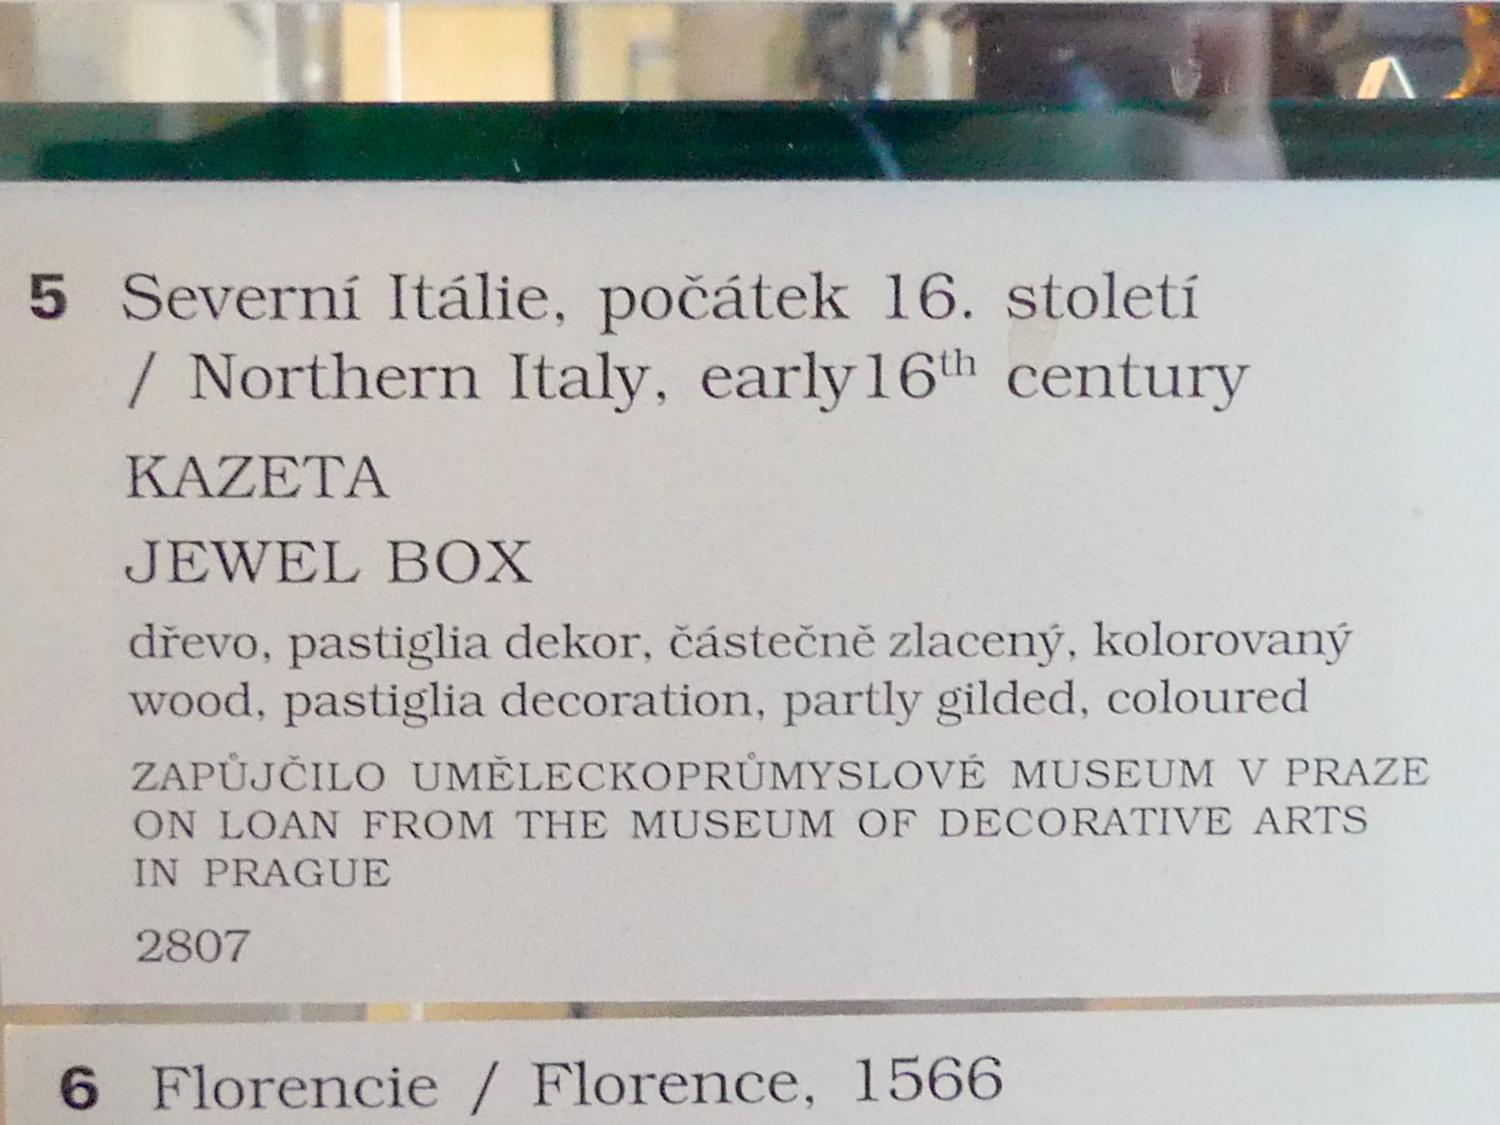 5 Severní Itálie, počátek 16. století
/ Northern Italy, early16th century
KAZETA
JEWEL BOX
dřevo, pastiglia dekor, částečně zlacený, kolorovaný
wood, pastiglia decoration, partly gilded, coloured
ZAPŮJČILO UMĚLECKOPRŮMYSLOVÉ MUSEUM V PRAZE
ON LOAN FROM THE MUSEUM OF DECORATIVE ARTS
IN PRAGUE
2807
6 Florencie / Florence, 1566